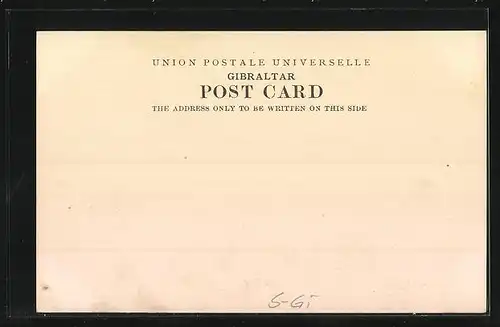 UNION POSTALE UNIVERSELLE
GIBRALTAR
POST CARD
THE ADDRESS ONLY TO BE WRITTEN ON THIS SIDE
S-Gi